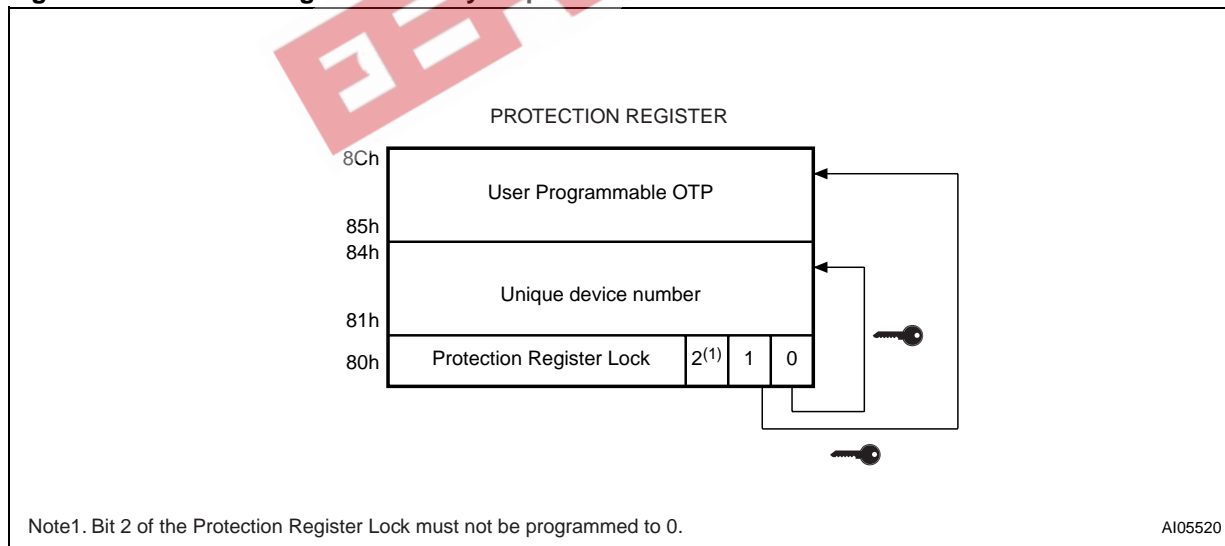 PROTECTION REGISTER
8Ch
User Programmable OTP
85h
84h
Unique device number
81h
80h
Protection Register Lock 2(1) 1 0
Note1. Bit 2 of the Protection Register Lock must not be programmed to 0.
AI05520